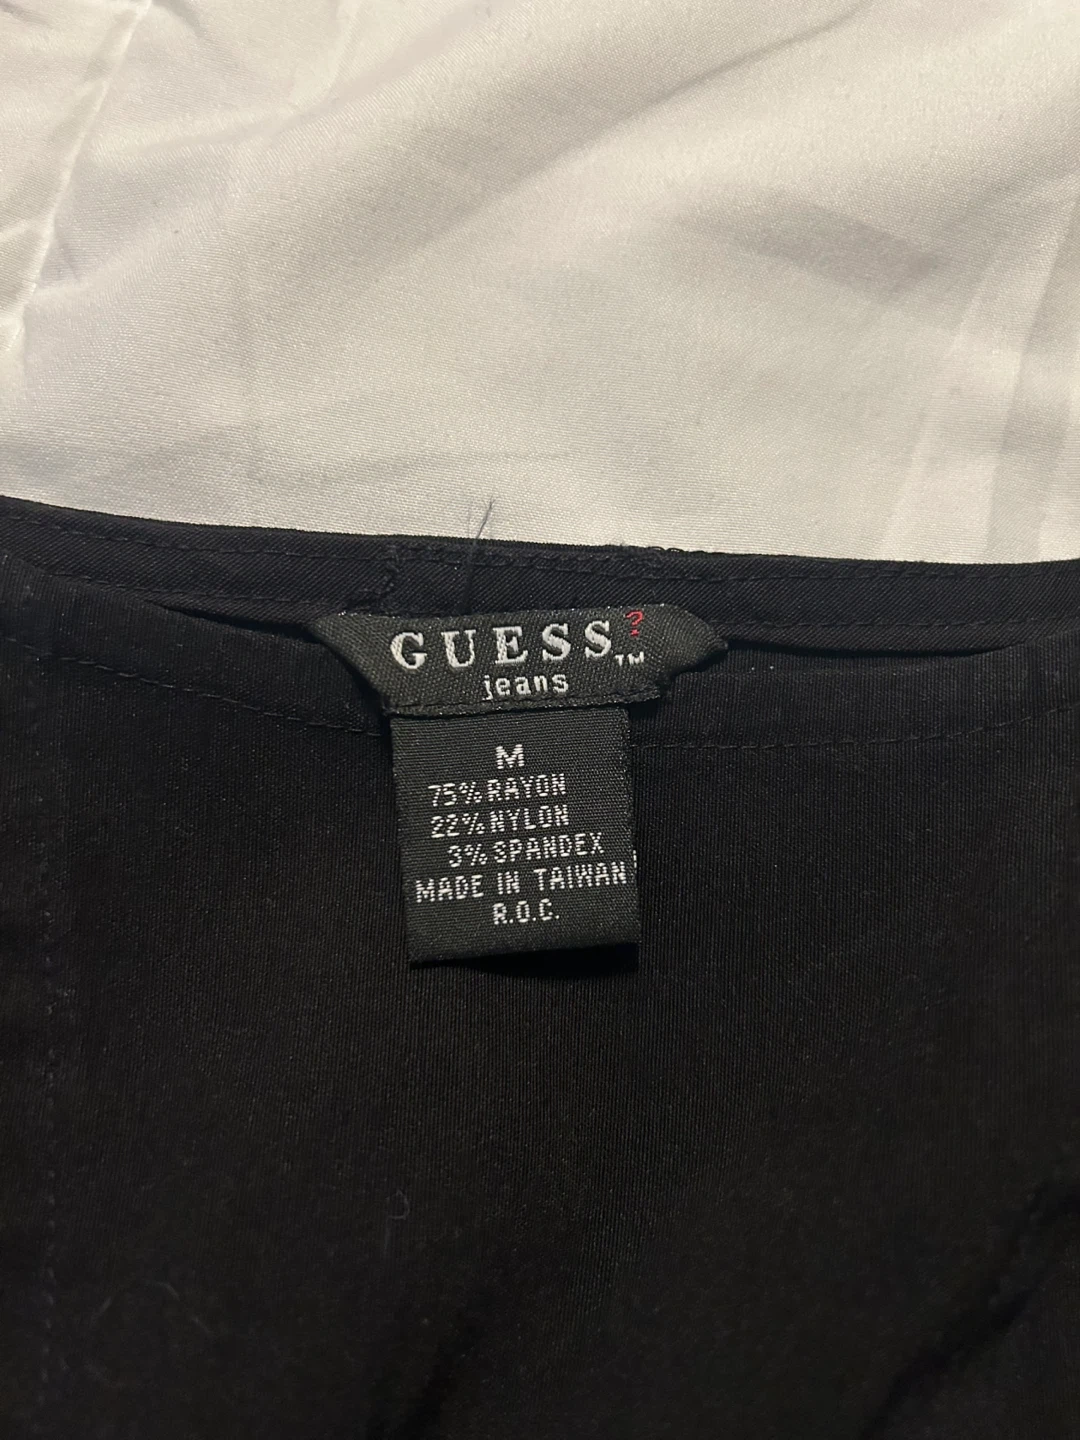 GUESS?™
jeans
M
75% RAYON
22% NYLON
3% SPANDEX
MADE IN TAIWAN
R.O.C.